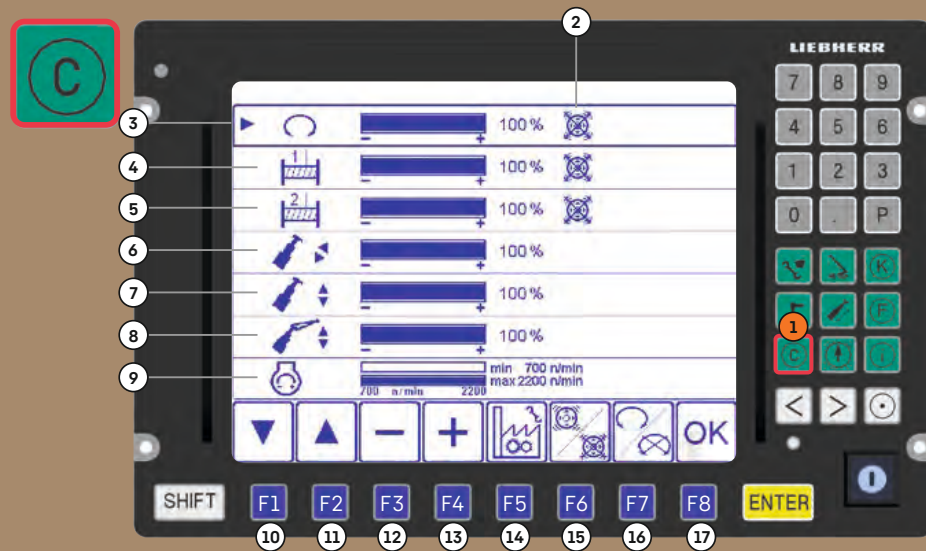 C
2
LIEBHERR
7 8 9
3 100 % 4 5 6
- +
4 1 100 % 1 2 3
- +
5 2 100 % 0 . P
- +
6 100 %
- +
K
7 100 %
- +
F
1
8 100 %
- +
C i
9 min 700 n/min
max 2200 n/min
700 n/min 2200
< >
- + OK
SHIFT F1 F2 F3 F4 F5 F6 F7 F8 ENTER
10 11 12 13 14 15 16 17